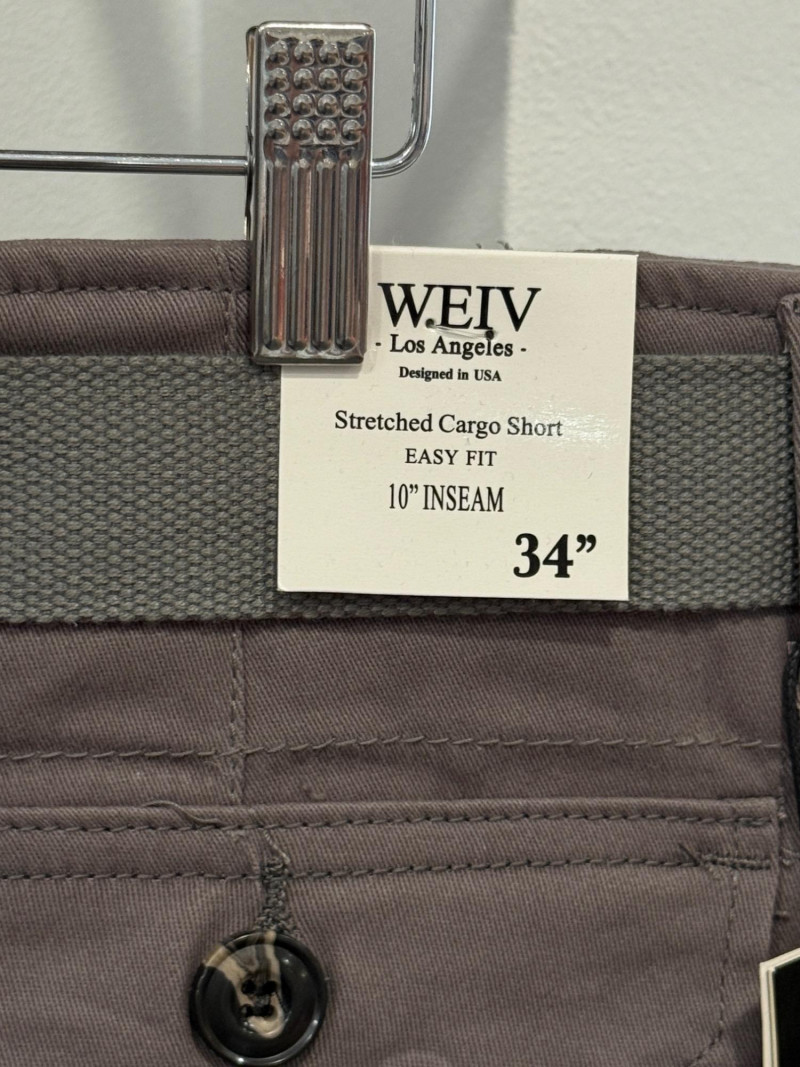 WEIV
- Los Angeles -
Designed in USA
Stretched Cargo Short
EASY FIT
10” INSEAM
34”